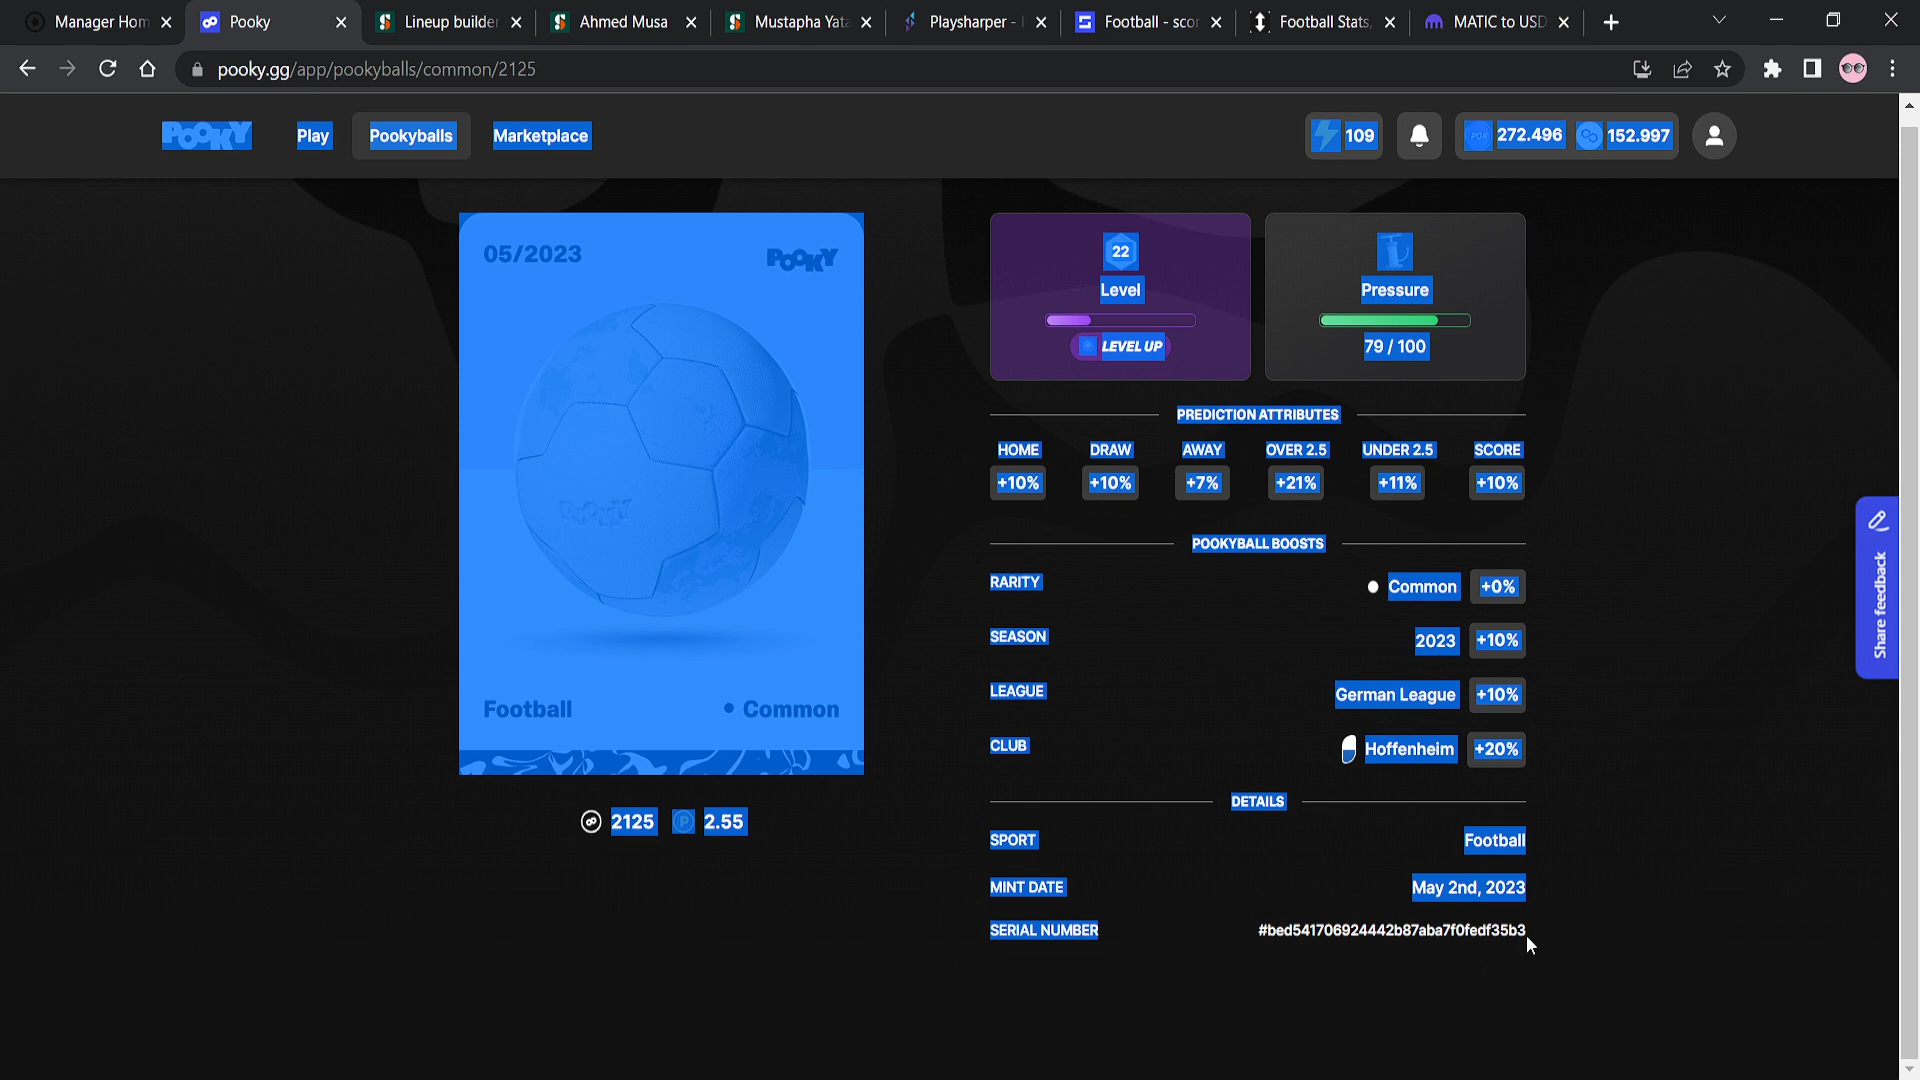 Manager Hom
Pooky
Lineup builder
Ahmed Musa
Mustapha Yata
Playsharper -
Football - scor
Football Stats,
MATIC to USD
pooky.gg/app/pookyballs/common/2125
POOKY
Play
Pookyballs
Marketplace
109
POK
272.496
152.997
05/2023
POOKY
POOKY
Football
Common
2125
P
2.55
22
Level
LEVEL UP
Pressure
79 / 100
PREDICTION ATTRIBUTES
HOME DRAW AWAY OVER 2.5 UNDER 2.5 SCORE
+10% +10% +7% +21% +11% +10%
POOKYBALL BOOSTS
RARITY Common +0%
SEASON 2023 +10%
LEAGUE German League +10%
CLUB Hoffenheim +20%
DETAILS
SPORT Football
MINT DATE May 2nd, 2023
SERIAL NUMBER #bed541706924442b87aba7f0fedf35b3
Share feedback